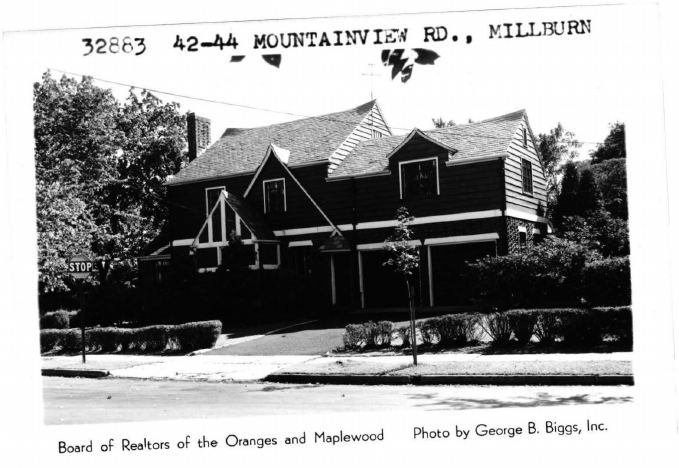 32883 42-44 MOUNTAINVIEW RD., MILLBURN
STOP
Board of Realtors of the Oranges and Maplewood Photo by George B. Biggs, Inc.